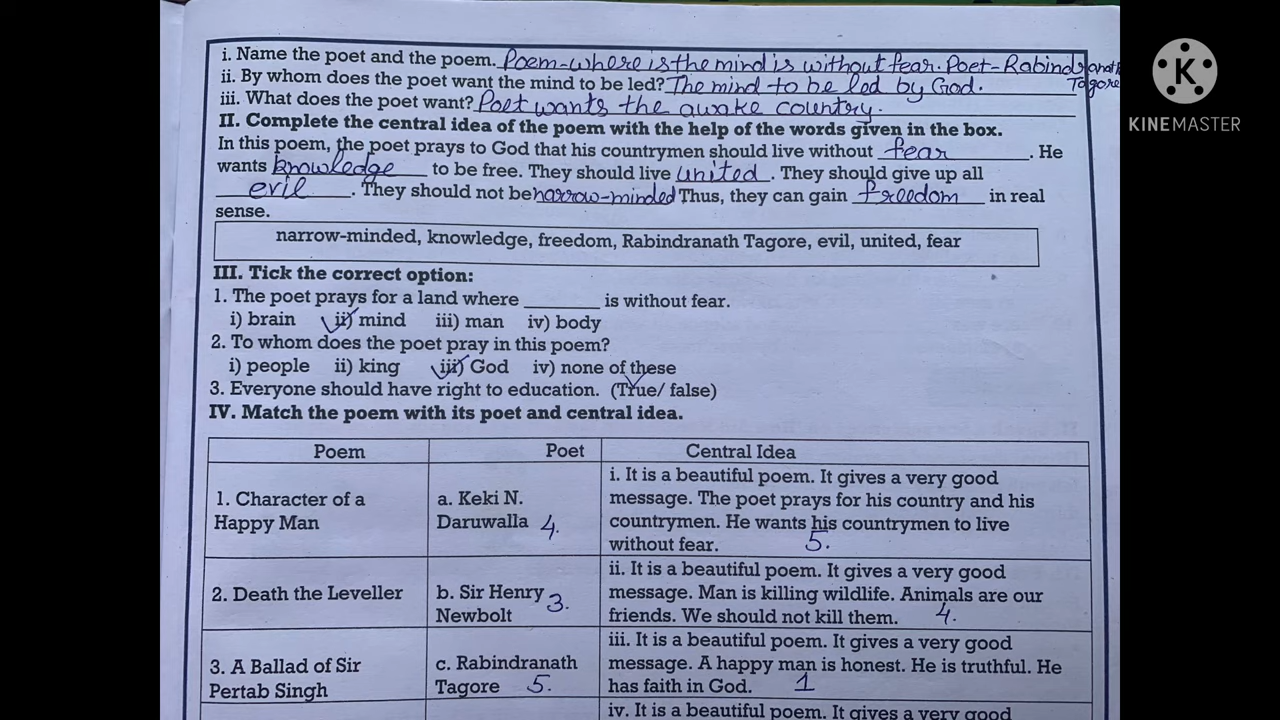 i. Name the poet and the poem. Poem-where is the mind is without fear. Poet-Rabindranath
ii. By whom does the poet want the mind to be led? The mind to be led by God. Tagore
iii. What does the poet want? Poet wants the awake country.
II. Complete the central idea of the poem with the help of the words given in the box.
In this poem, the poet prays to God that his countrymen should live without fear. He
wants knowledge to be free. They should live united. They should give up all
evil. They should not be narrow-minded Thus, they can gain freedom in real
sense.
narrow-minded, knowledge, freedom, Rabindranath Tagore, evil, united, fear
III. Tick the correct option:
1. The poet prays for a land where ________ is without fear.
i) brain ii) mind iii) man iv) body
2. To whom does the poet pray in this poem?
i) people ii) king iii) God iv) none of these
3. Everyone should have right to education. (True/ false)
IV. Match the poem with its poet and central idea.
Poem Poet Central Idea
1. Character of a
Happy Man
a. Keki N.
Daruwalla 4.
i. It is a beautiful poem. It gives a very good
message. The poet prays for his country and his
countrymen. He wants his countrymen to live
without fear. 5.
2. Death the Leveller
b. Sir Henry
Newbolt 3.
ii. It is a beautiful poem. It gives a very good
message. Man is killing wildlife. Animals are our
friends. We should not kill them. 4.
3. A Ballad of Sir
Pertab Singh
c. Rabindranath
Tagore 5.
iii. It is a beautiful poem. It gives a very good
message. A happy man is honest. He is truthful. He
has faith in God. 1
iv. It is a beautiful poem. It gives a very good
K
KINEMASTER